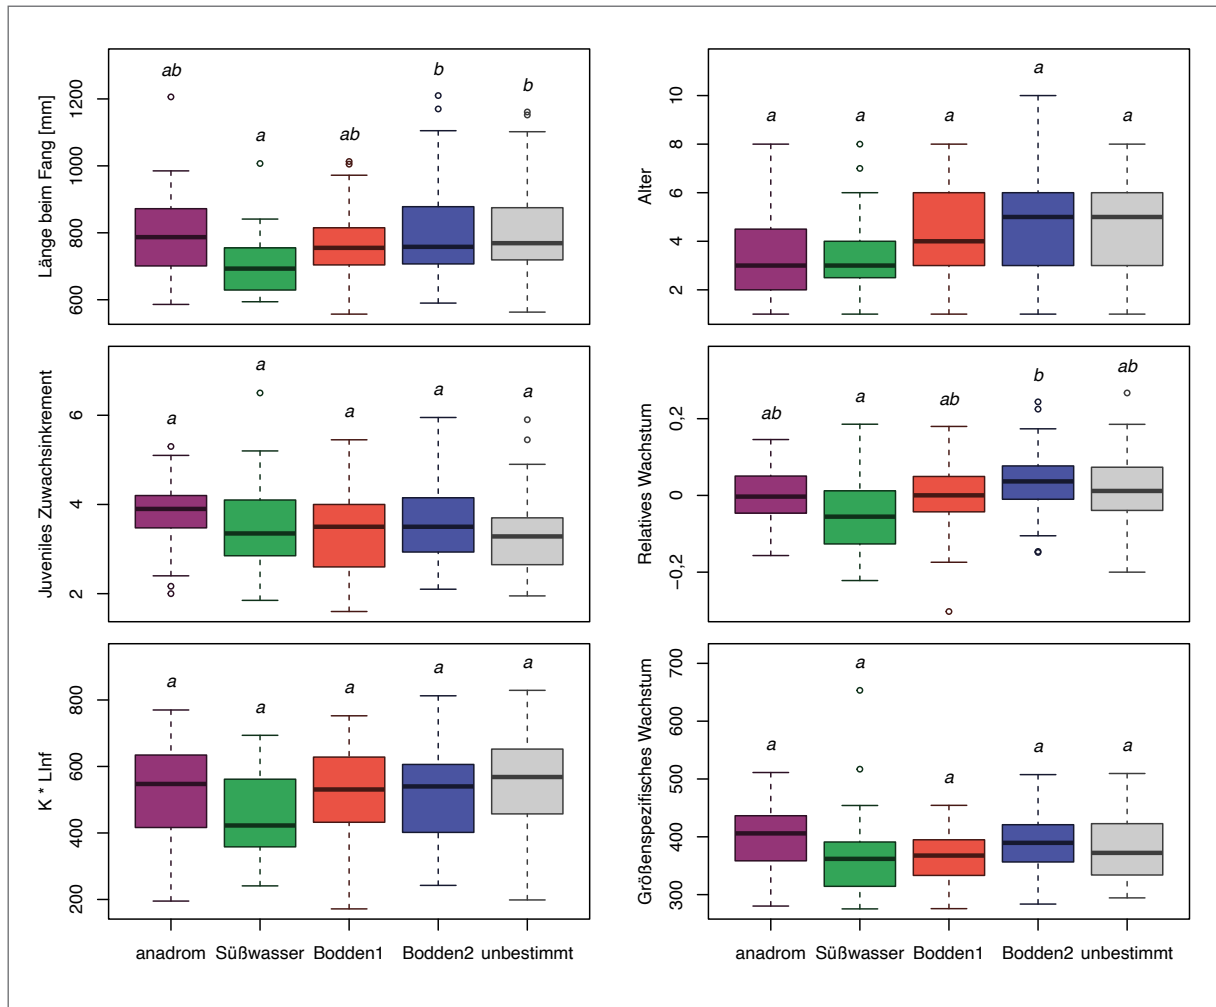 Länge beim Fang [mm]
600
800
1000
1200
ab
a
ab
b
b
Alter
2
4
6
8
10
a
a
a
a
a
Juveniles Zuwachsinkrement
2
4
6
a
a
a
a
a
Relatives Wachstum
−0,2
0
0,2
ab
a
ab
b
ab
K * LInf
200
400
600
800
a
a
a
a
a
anadrom Süßwasser Bodden1 Bodden2 unbestimmt
Größenspezifisches Wachstum
300
400
500
600
700
a
a
a
a
a
anadrom Süßwasser Bodden1 Bodden2 unbestimmt